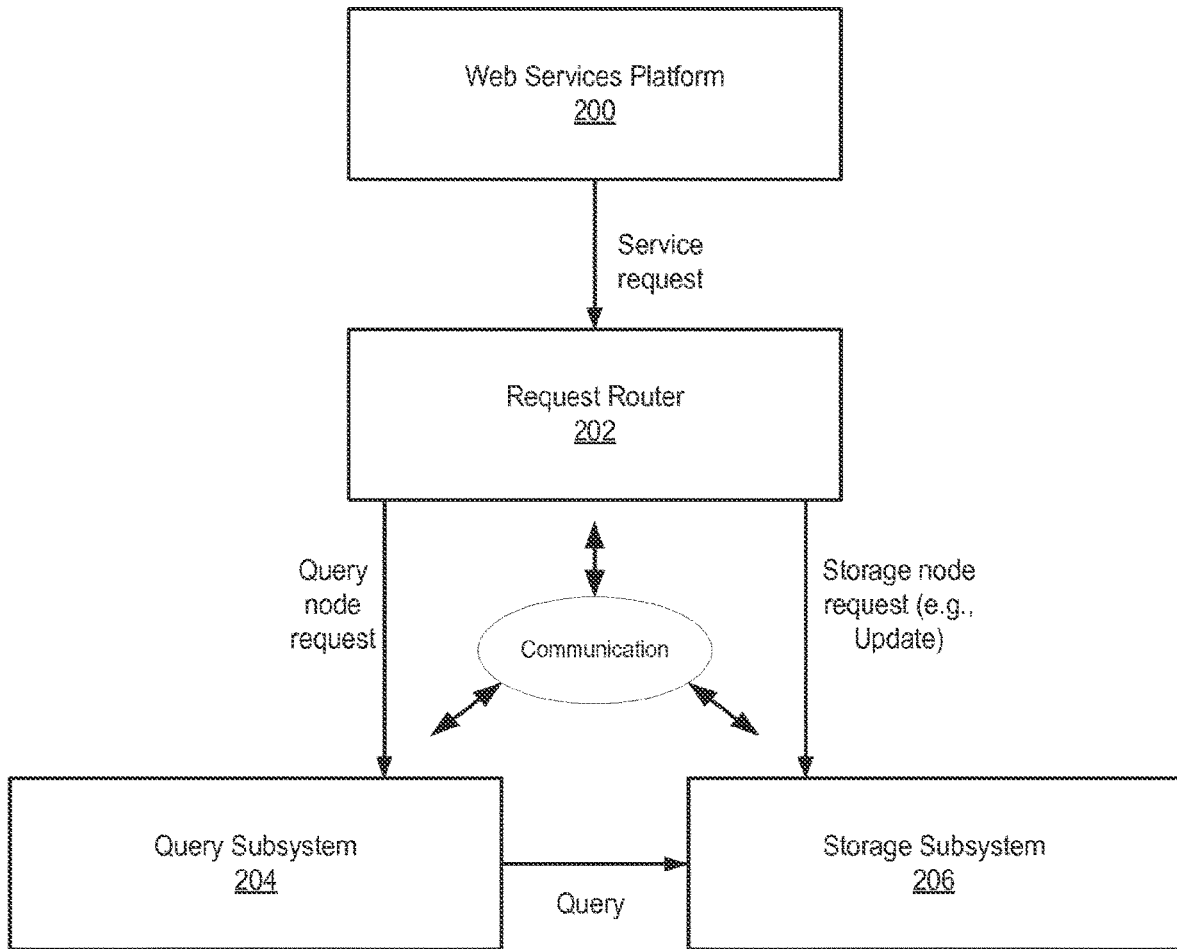 Web Services Platform
200
Service
request
Request Router
202
Query
node
request
Communication
Storage node
request (e.g.,
Update)
Query Subsystem
204
Query
Storage Subsystem
206